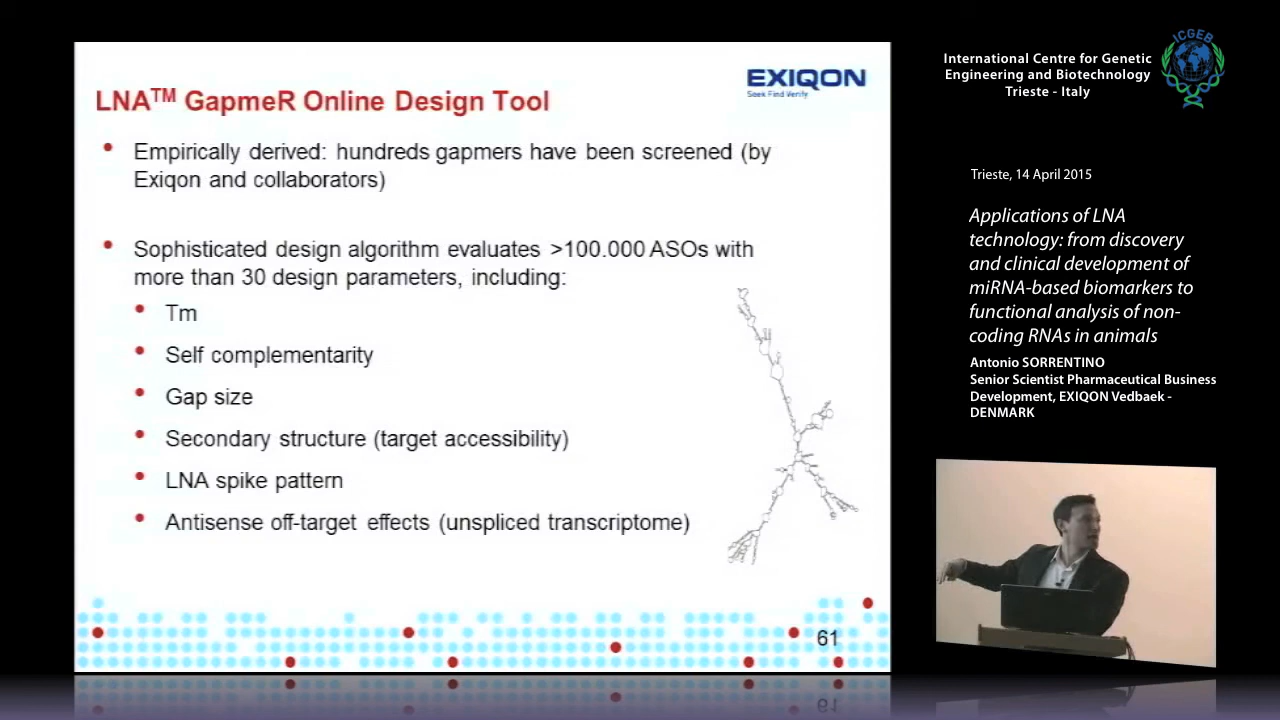 LNA™ GapmeR Online Design Tool
EXIQON
Seek Find Verify
• Empirically derived: hundreds gapmers have been screened (by
Exiqon and collaborators)
• Sophisticated design algorithm evaluates >100.000 ASOs with
more than 30 design parameters, including:
• Tm
• Self complementarity
• Gap size
• Secondary structure (target accessibility)
• LNA spike pattern
• Antisense off-target effects (unspliced transcriptome)
61
International Centre for Genetic
Engineering and Biotechnology
Trieste - Italy
ICGEB
Trieste, 14 April 2015
Applications of LNA
technology: from discovery
and clinical development of
miRNA-based biomarkers to
functional analysis of non-
coding RNAs in animals
Antonio SORRENTINO
Senior Scientist Pharmaceutical Business
Development, EXIQON Vedbaek -
DENMARK